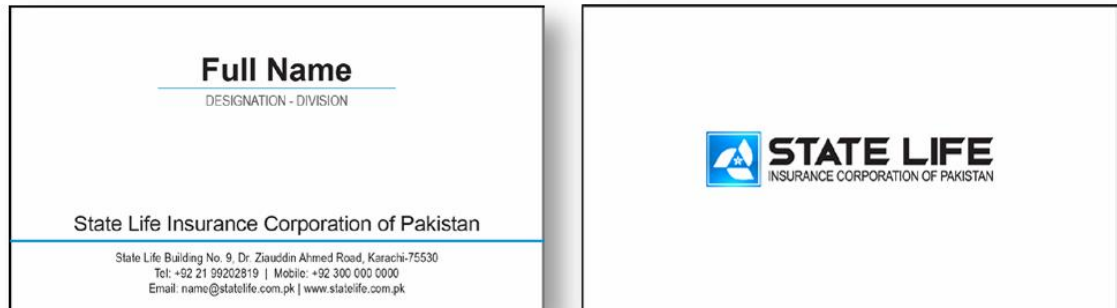 Full Name
DESIGNATION - DIVISION
State Life Insurance Corporation of Pakistan
State Life Building No. 9, Dr. Ziauddin Ahmed Road, Karachi-75530
Tel: +92 21 99202819 | Mobile: +92 300 000 0000
Email: name@statelife.com.pk | www.statelife.com.pk
STATE LIFE
INSURANCE CORPORATION OF PAKISTAN